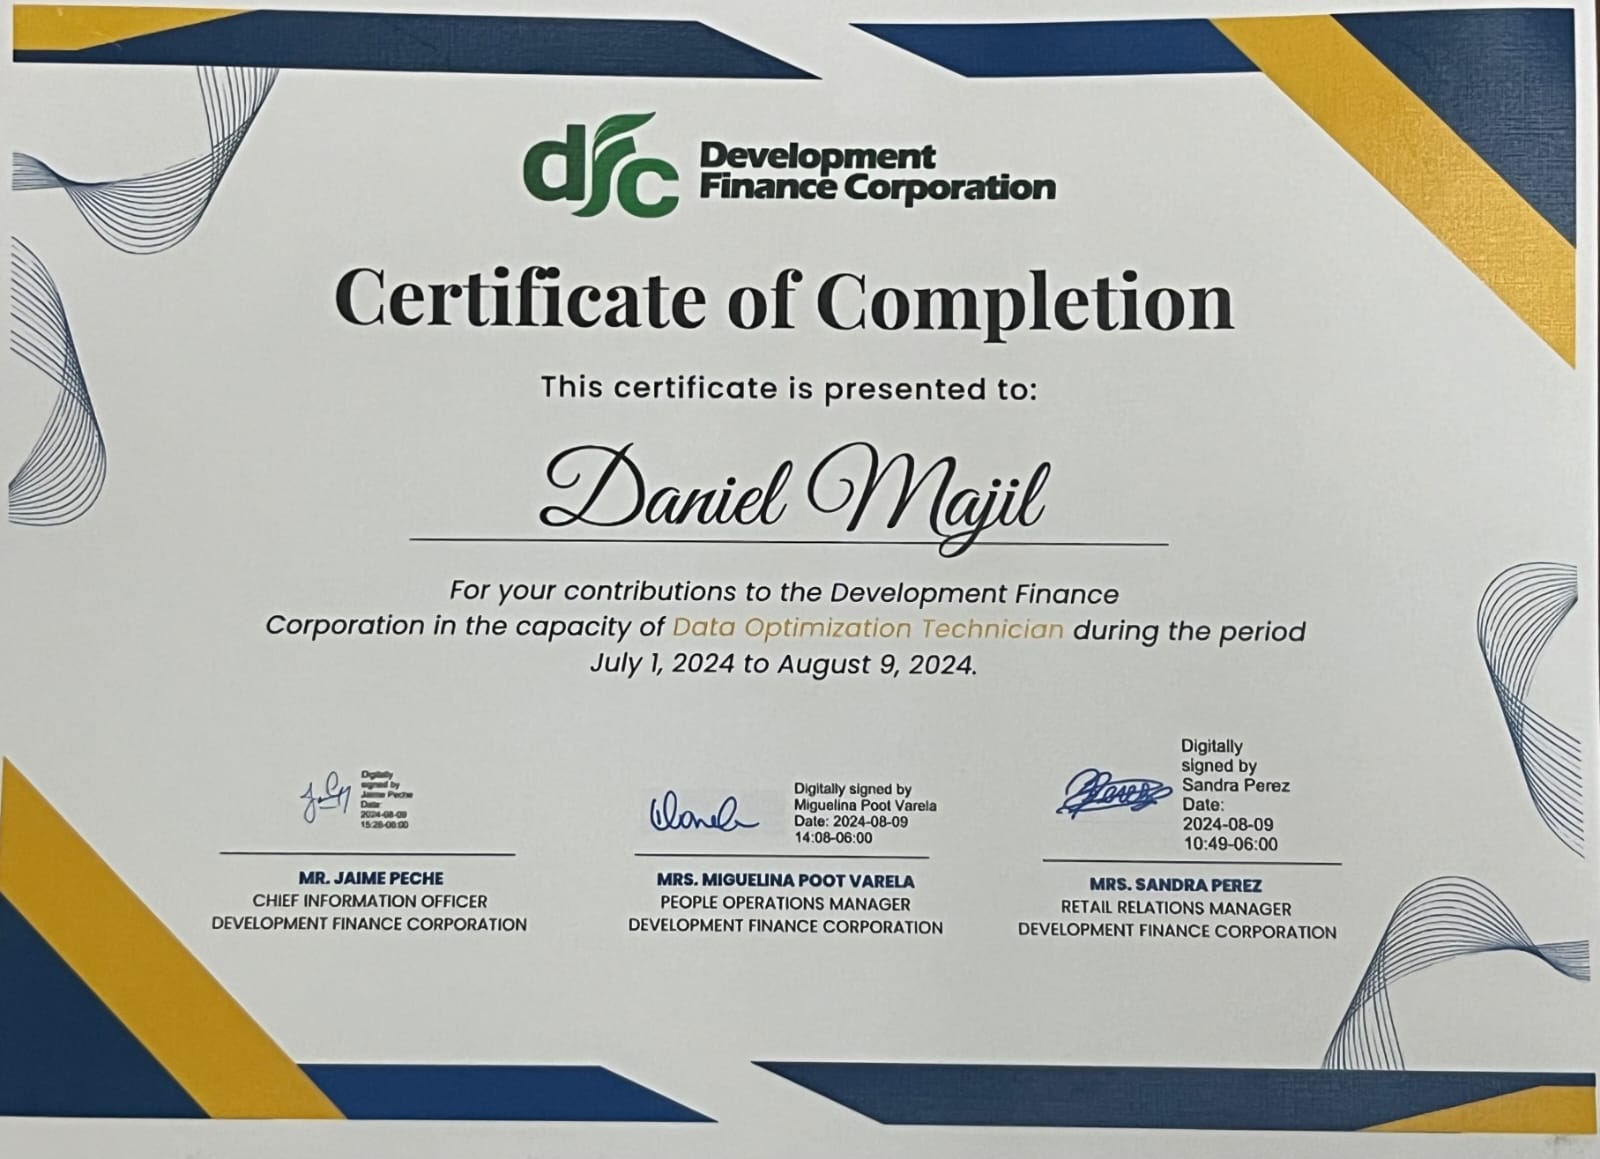 dfc Development
Finance Corporation
Certificate of Completion
This certificate is presented to:
Daniel Majil
For your contributions to the Development Finance
Corporation in the capacity of Data Optimization Technician during the period
July 1, 2024 to August 9, 2024.
Digitally
signed by
Jaime Peche
Date:
2024-08-09
15:28-06:00
MR. JAIME PECHE
CHIEF INFORMATION OFFICER
DEVELOPMENT FINANCE CORPORATION
Digitally signed by
Miguelina Poot Varela
Date: 2024-08-09
14:08-06:00
MRS. MIGUELINA POOT VARELA
PEOPLE OPERATIONS MANAGER
DEVELOPMENT FINANCE CORPORATION
Digitally
signed by
Sandra Perez
Date:
2024-08-09
10:49-06:00
MRS. SANDRA PEREZ
RETAIL RELATIONS MANAGER
DEVELOPMENT FINANCE CORPORATION